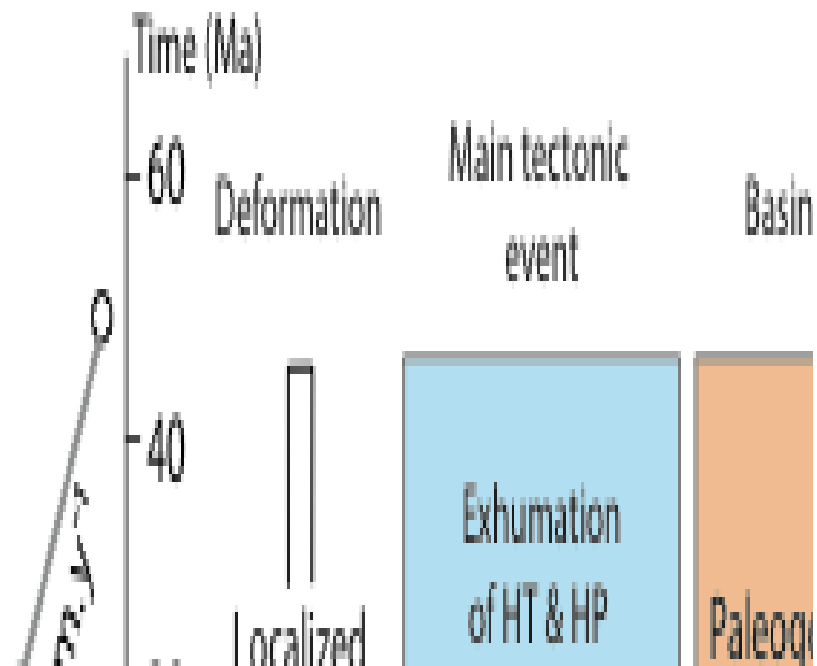 Time (Ma)
60
Deformation
Main tectonic
event
Basin
40
Exhumation
of HT & HP
Localized